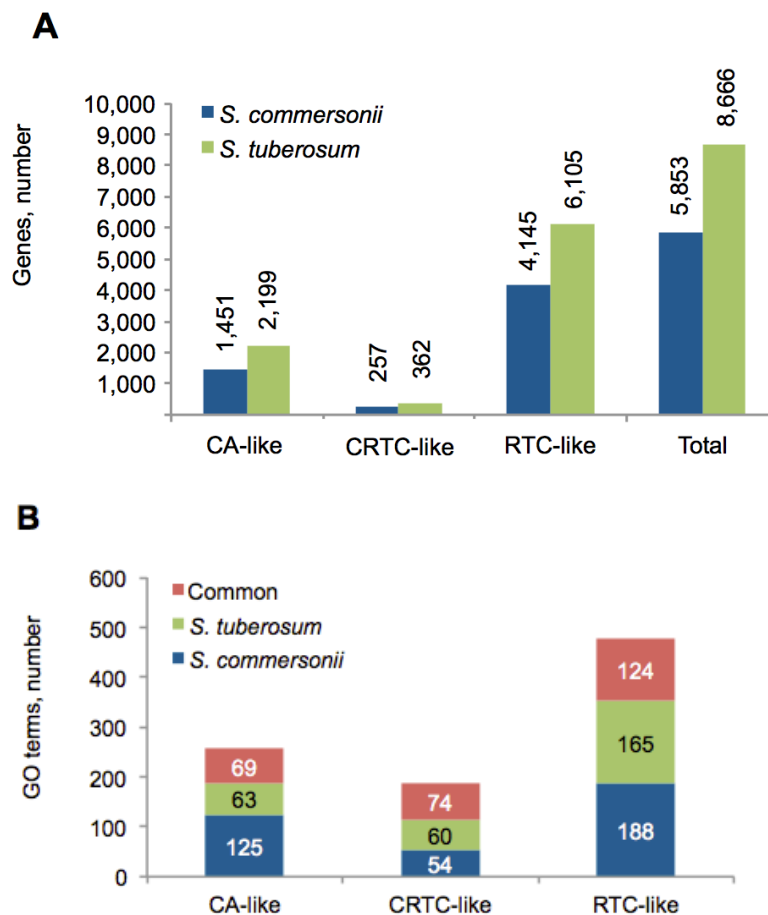 A
Genes, number
10,000
9,000
8,000
7,000
6,000
5,000
4,000
3,000
2,000
1,000
S. commersonii
S. tuberosum
1,451
2,199
257
362
4,145
6,105
5,853
8,666
CA-like
CRTC-like
RTC-like
Total
B
GO terms, number
600
500
400
300
200
100
0
Common
S. tuberosum
S. commersonii
69
63
125
74
60
54
124
165
188
CA-like
CRTC-like
RTC-like